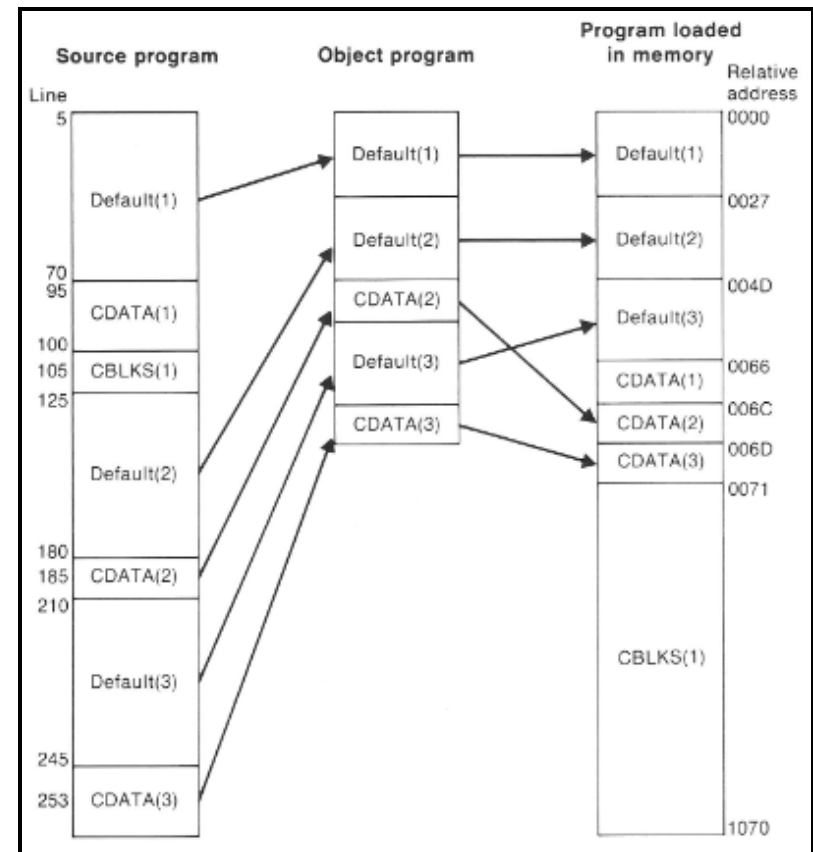 Source program
Object program
Program loaded
in memory
Line
Relative
address
5
Default(1)
70
95
CDATA(1)
100
105
CBLKS(1)
125
Default(2)
180
185
CDATA(2)
210
Default(3)
245
253
CDATA(3)
Default(1)
Default(2)
CDATA(2)
Default(3)
CDATA(3)
0000
Default(1)
0027
Default(2)
004D
Default(3)
0066
CDATA(1)
006C
CDATA(2)
006D
CDATA(3)
0071
CBLKS(1)
1070